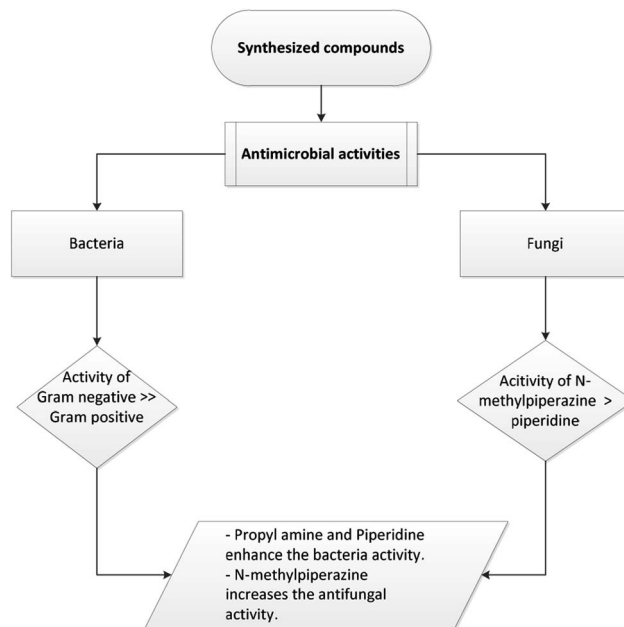 Synthesized compounds
Antimicrobial activities
Bacteria
Fungi
Activity of
Gram negative >>
Gram positive
Acitivity of N-
methylpiperazine >
piperidine
- Propyl amine and Piperidine
enhance the bacteria activity.
- N-methylpiperazine
increases the antifungal
activity.